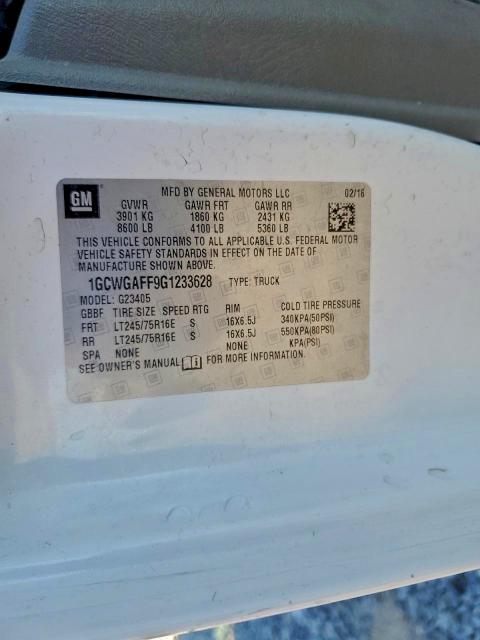 GM
MFD BY GENERAL MOTORS LLC 02/16
GVWR GAWR FRT GAWR RR
3901 KG 1860 KG 2431 KG
8600 LB 4100 LB 5360 LB
THIS VEHICLE CONFORMS TO ALL APPLICABLE U.S. FEDERAL MOTOR
VEHICLE SAFETY STANDARDS IN EFFECT ON THE DATE OF
MANUFACTURE SHOWN ABOVE.
1GCWGAFF9G1233628 TYPE: TRUCK
MODEL: G23405
GBBF TIRE SIZE SPEED RTG RIM COLD TIRE PRESSURE
FRT LT245/75R16E S 16X6.5J 340KPA(50PSI)
RR LT245/75R16E S 16X6.5J 550KPA(80PSI)
SPA NONE NONE KPA(PSI)
SEE OWNER'S MANUAL FOR MORE INFORMATION.